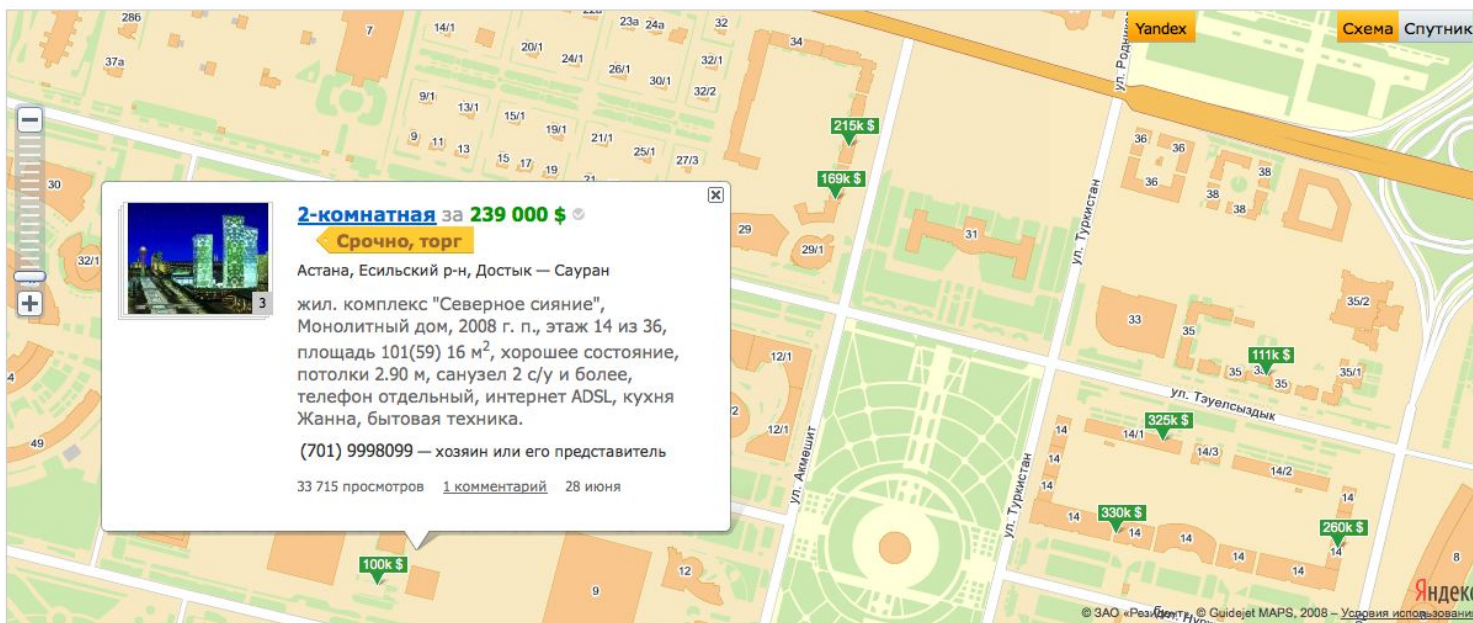 Yandex
Схема Спутник
28б
37а
7
14/1
23а 24а
32
20/1
24/1
26/1
30/1
32/1
32/2
9/1
13/1
15/1
19/1
21/1
25/1
27/3
9 11 13
15 17 19
21
34
ул. Родников
215k $
169k $
36
36
36
38
38
38
30
32/1
29
29/1
31
ул. Туркистан
2-комнатная за 239 000 $
Срочно, торг
Астана, Есильский р-н, Достык — Сауран
3
жил. комплекс "Северное сияние",
Монолитный дом, 2008 г. п., этаж 14 из 36,
площадь 101(59) 16 м², хорошее состояние,
потолки 2.90 м, санузел 2 с/у и более,
телефон отдельный, интернет ADSL, кухня
Жанна, бытовая техника.
(701) 9998099 — хозяин или его представитель
33 715 просмотров 1 комментарий 28 июня
35/2
33
35
111k $
35
35
35/1
12/1
12/1
ул. Тэуелсыздык
49
ул. Акмешит
ул. Туркистан
325k $
14
14/1
14/3
14/2
14
14
14
14
330k $
14
14
14
14
14
260k $
14
14
8
100k $
9
12
Яндекс
© ЗАО «Резидент», © Guidejet MAPS, 2008 – Условия использования